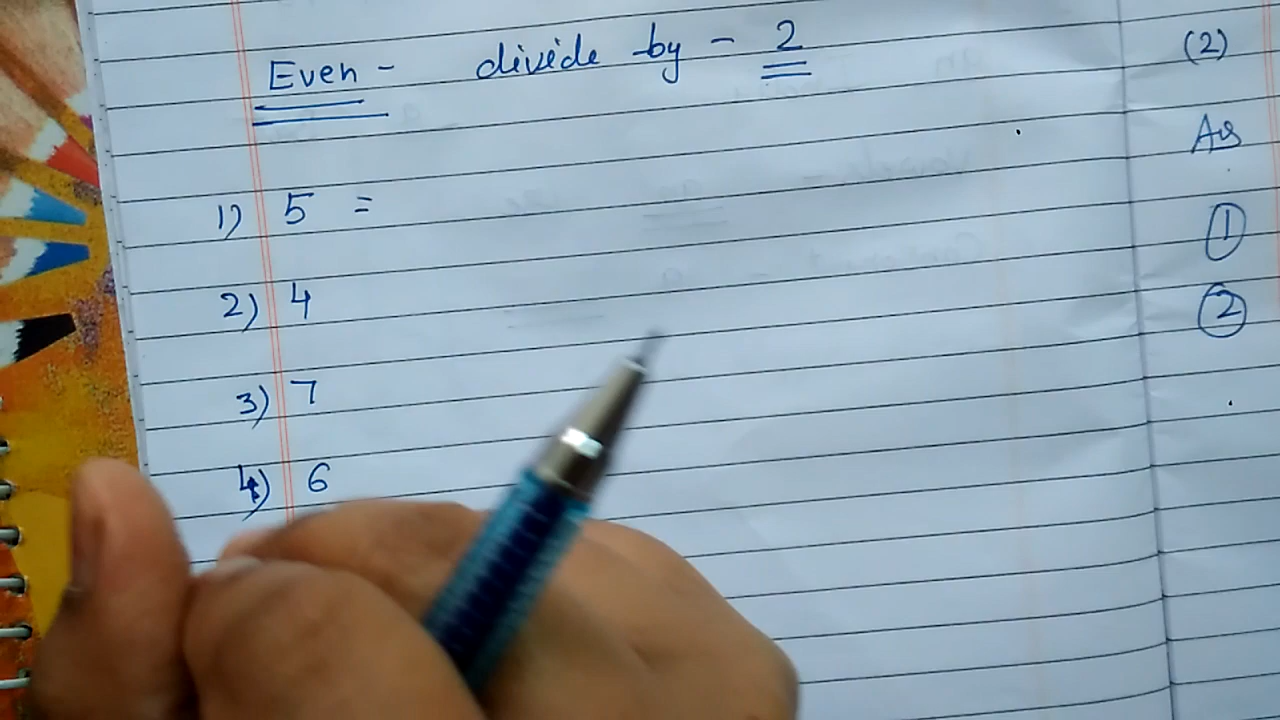 Even - divide by - 2
1) 5 =
2) 4
3) 7
4) 6
(2)
As
①
②